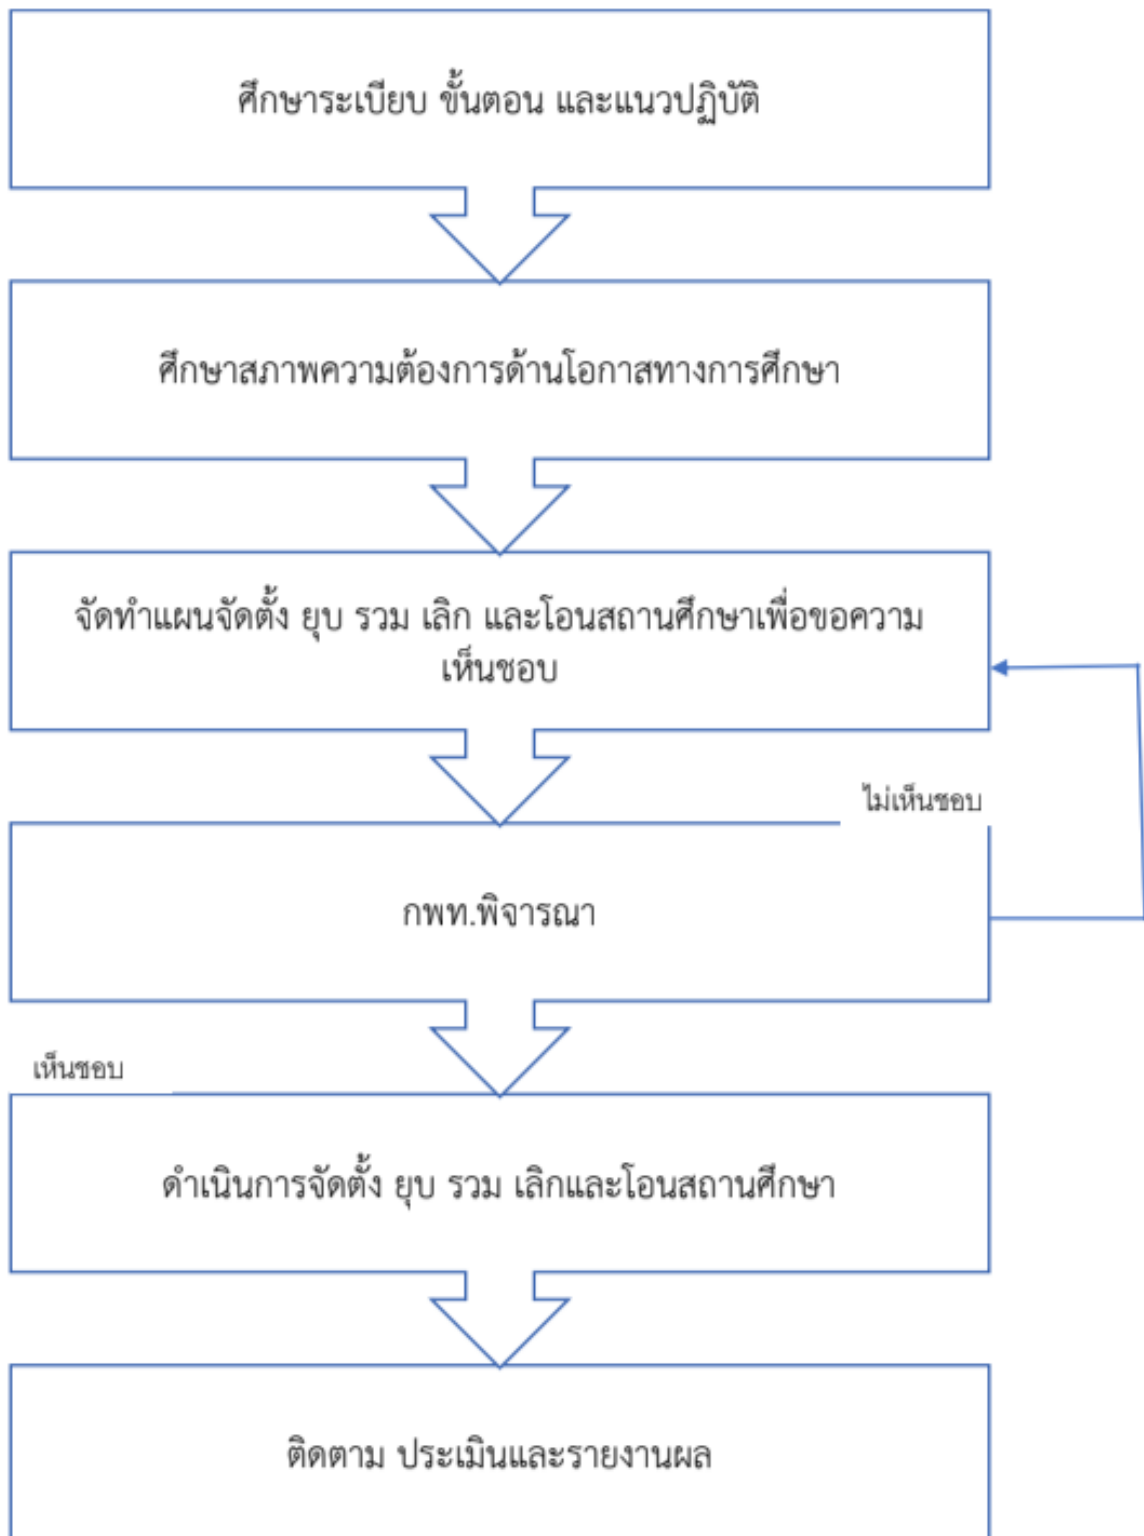 ศึกษาระเบียบ ขั้นตอน และแนวปฏิบัติ
ศึกษาสภาพความต้องการด้านโอกาสทางการศึกษา
จัดทำแผนจัดตั้ง ยุบ รวม เลิก และโอนสถานศึกษาเพื่อขอความ
เห็นชอบ
ไม่เห็นชอบ
กพท.พิจารณา
เห็นชอบ
ดำเนินการจัดตั้ง ยุบ รวม เลิกและโอนสถานศึกษา
ติดตาม ประเมินและรายงานผล